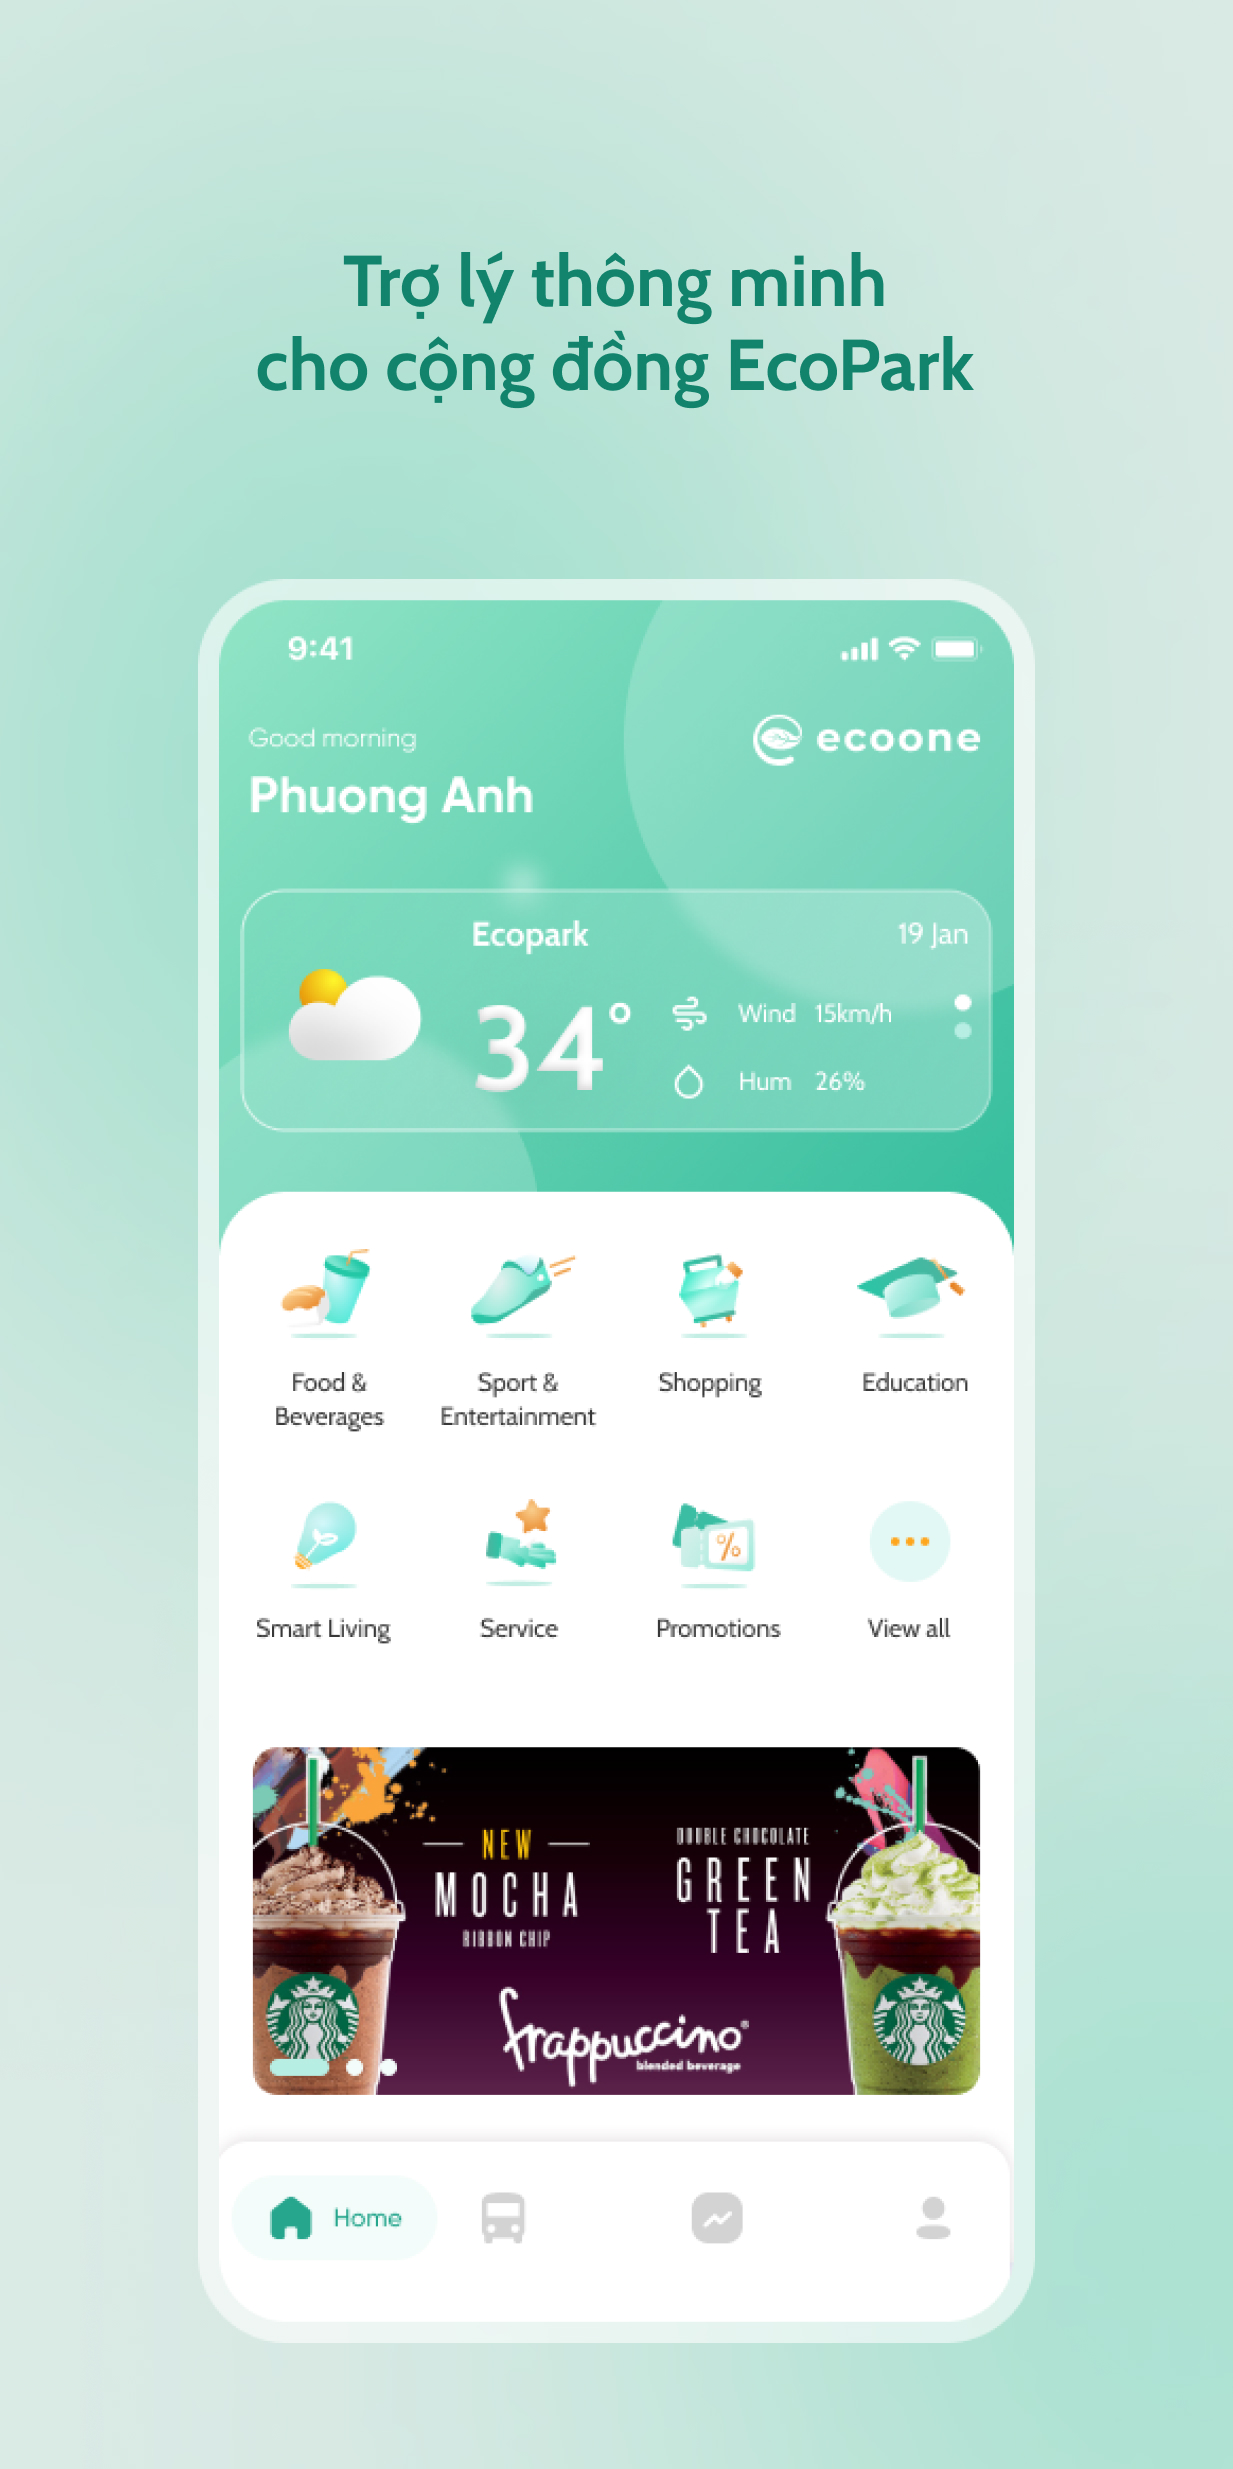 Trợ lý thông minh
cho cộng đồng EcoPark
9:41
Good morning
ecoone
Phuong Anh
Ecopark
19 Jan
34°
Wind 15km/h
Hum 26%
Food &
Beverages
Sport &
Entertainment
Shopping
Education
Smart Living
Service
%
Promotions
View all
NEW
MOCHA
RIBBON CHIP
DOUBLE CHOCOLATE
GREEN
TEA
frappuccino®
blended beverage
Home